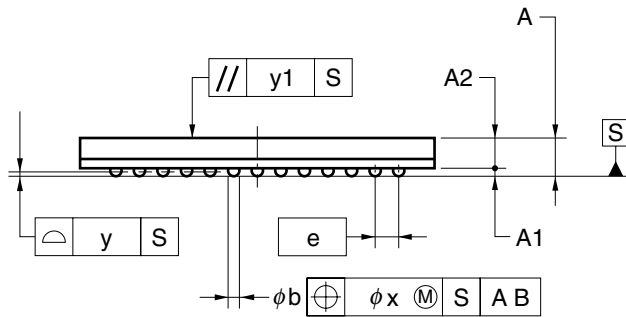 A
A2
// y1 S
S
⌓ y S
e
A1
φb ⌖ φx Ⓜ S A B